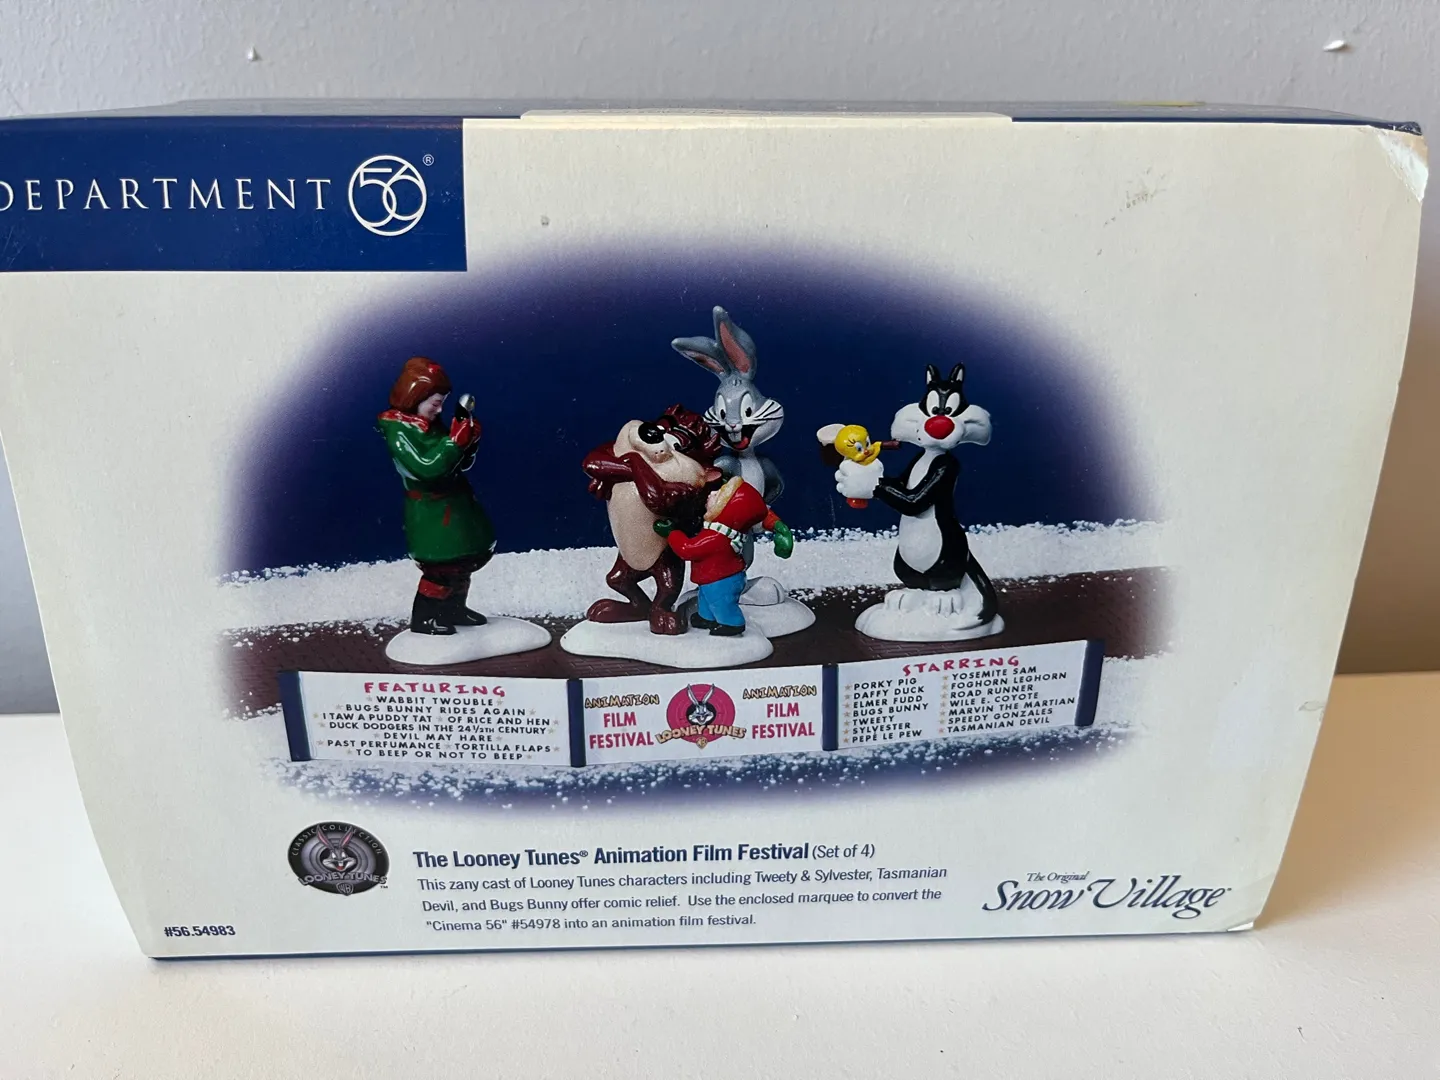 DEPARTMENT 56®
FEATURING
WABBIT TWOUBLE
BUGS BUNNY RIDES AGAIN
I TAW A PUDDY TAT OF RICE AND HEN
DUCK DODGERS IN THE 24½TH CENTURY
DEVIL MAY HARE
PAST PERFUMANCE TORTILLA FLAPS
TO BEEP OR NOT TO BEEP
ANIMATION
FILM
FESTIVAL
LOONEY TUNES
ANIMATION
FILM
FESTIVAL
STARRING
PORKY PIG
DAFFY DUCK
ELMER FUDD
BUGS BUNNY
TWEETY
SYLVESTER
PEPE LE PEW
YOSEMITE SAM
FOGHORN LEGHORN
ROAD RUNNER
WILE E. COYOTE
MARVIN THE MARTIAN
SPEEDY GONZALES
TASMANIAN DEVIL
CLASSIC COLLECTION
LOONEY TUNES
WB
™
The Looney Tunes® Animation Film Festival (Set of 4)
This zany cast of Looney Tunes characters including Tweety & Sylvester, Tasmanian
Devil, and Bugs Bunny offer comic relief. Use the enclosed marquee to convert the
"Cinema 56" #54978 into an animation film festival.
The Original
Snow Village
#56.54983